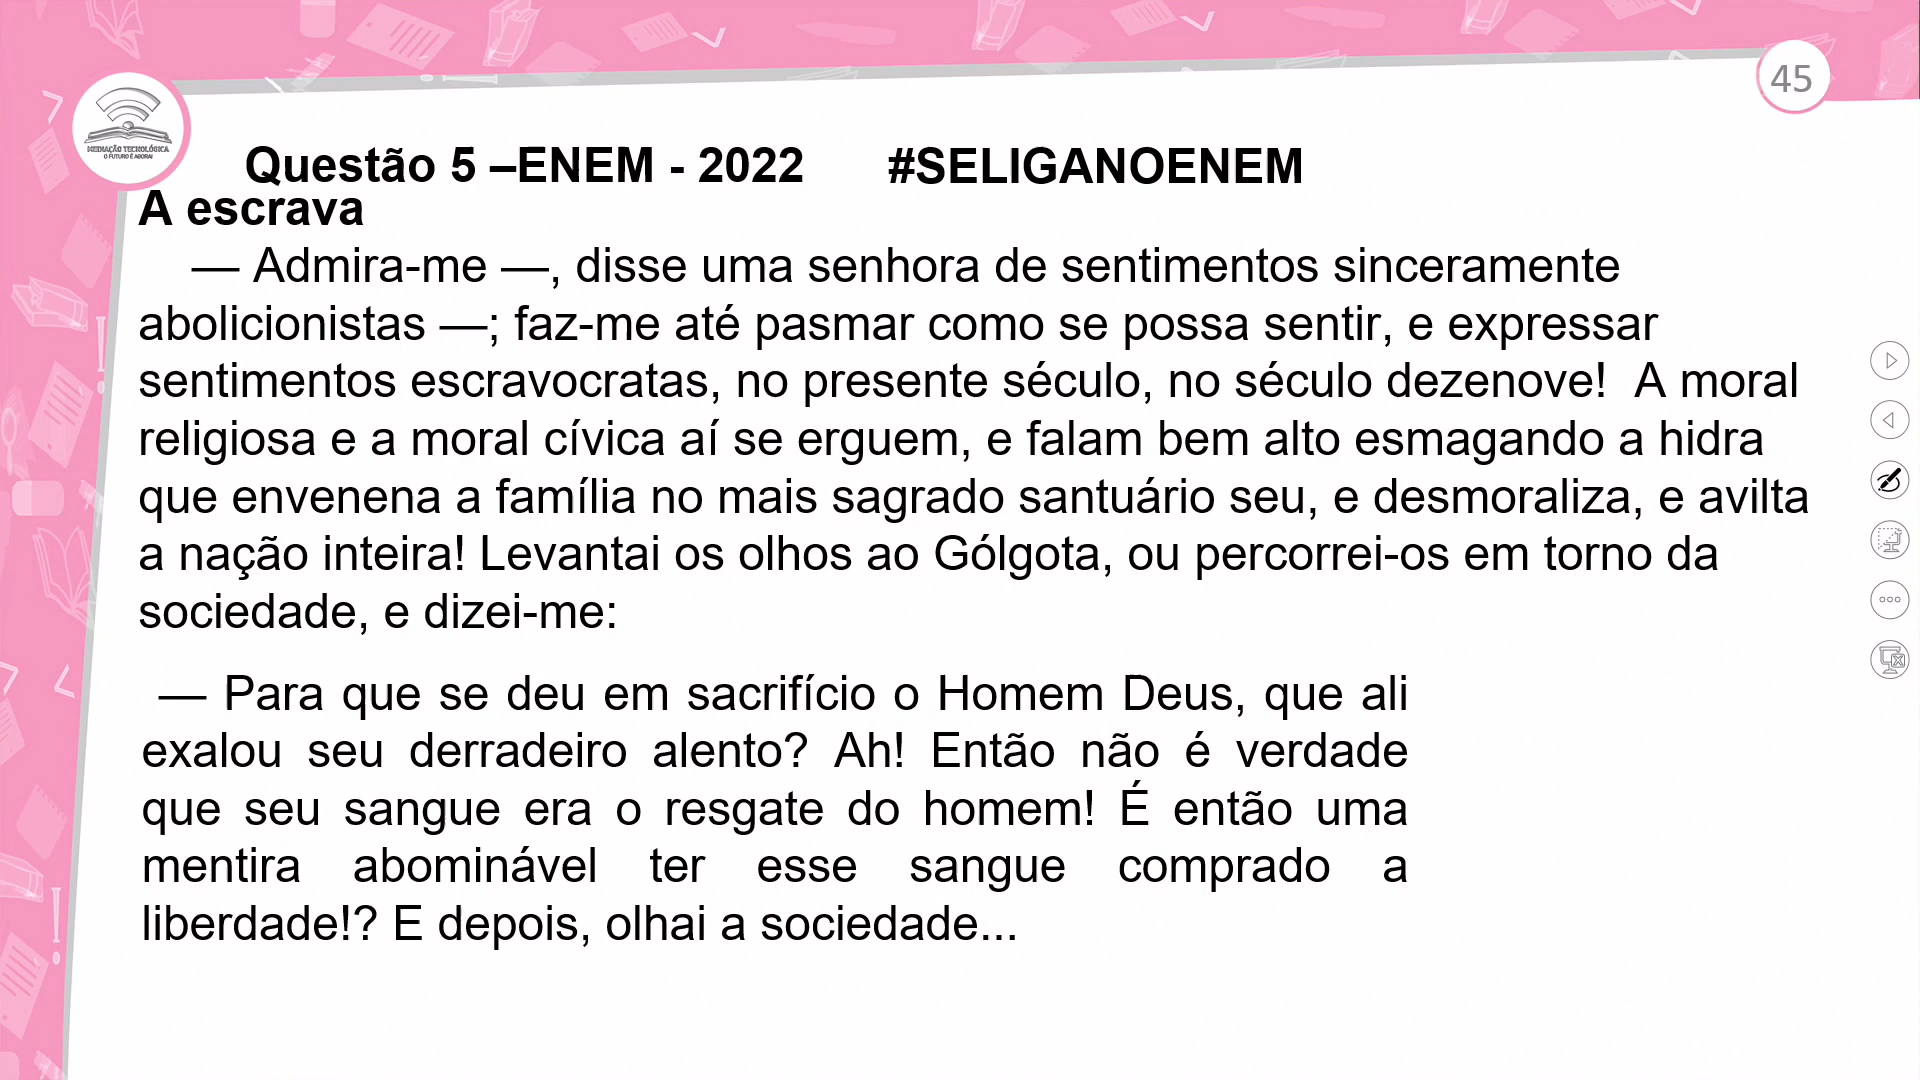 45
MEDIAÇÃO TECNOLÓGICA
O FUTURO É AGORA!
Questão 5 –ENEM - 2022 #SELIGANOENEM
A escrava
— Admira-me —, disse uma senhora de sentimentos sinceramente
abolicionistas —; faz-me até pasmar como se possa sentir, e expressar
sentimentos escravocratas, no presente século, no século dezenove! A moral
religiosa e a moral cívica aí se erguem, e falam bem alto esmagando a hidra
que envenena a família no mais sagrado santuário seu, e desmoraliza, e avilta
a nação inteira! Levantai os olhos ao Gólgota, ou percorrei-os em torno da
sociedade, e dizei-me:
— Para que se deu em sacrifício o Homem Deus, que ali
exalou seu derradeiro alento? Ah! Então não é verdade
que seu sangue era o resgate do homem! É então uma
mentira abominável ter esse sangue comprado a
liberdade!? E depois, olhai a sociedade...